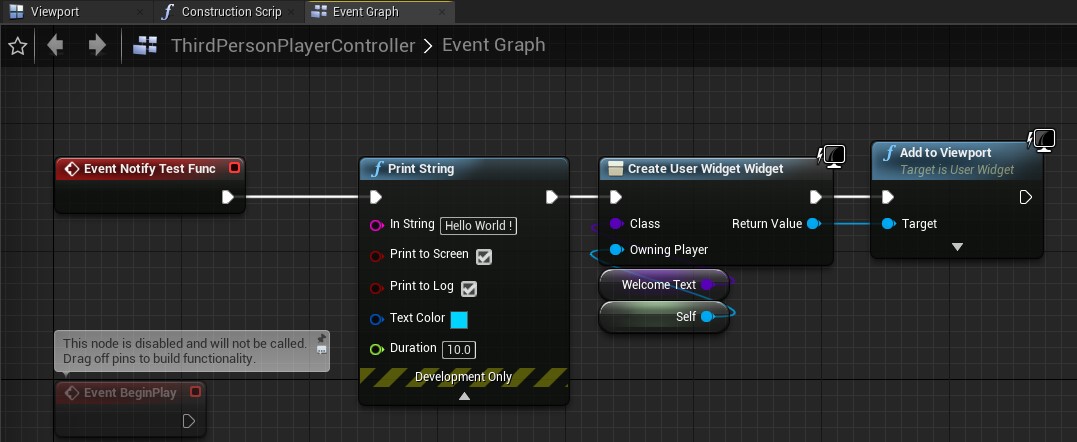 Viewport
Construction Scrip
Event Graph
ThirdPersonPlayerController > Event Graph
Event Notify Test Func
Print String
In String Hello World !
Print to Screen
Print to Log
Text Color
Duration 10.0
Development Only
Create User Widget Widget
Class Return Value
Owning Player
Welcome Text
Self
Add to Viewport
Target is User Widget
Target
This node is disabled and will not be called.
Drag off pins to build functionality.
Event BeginPlay